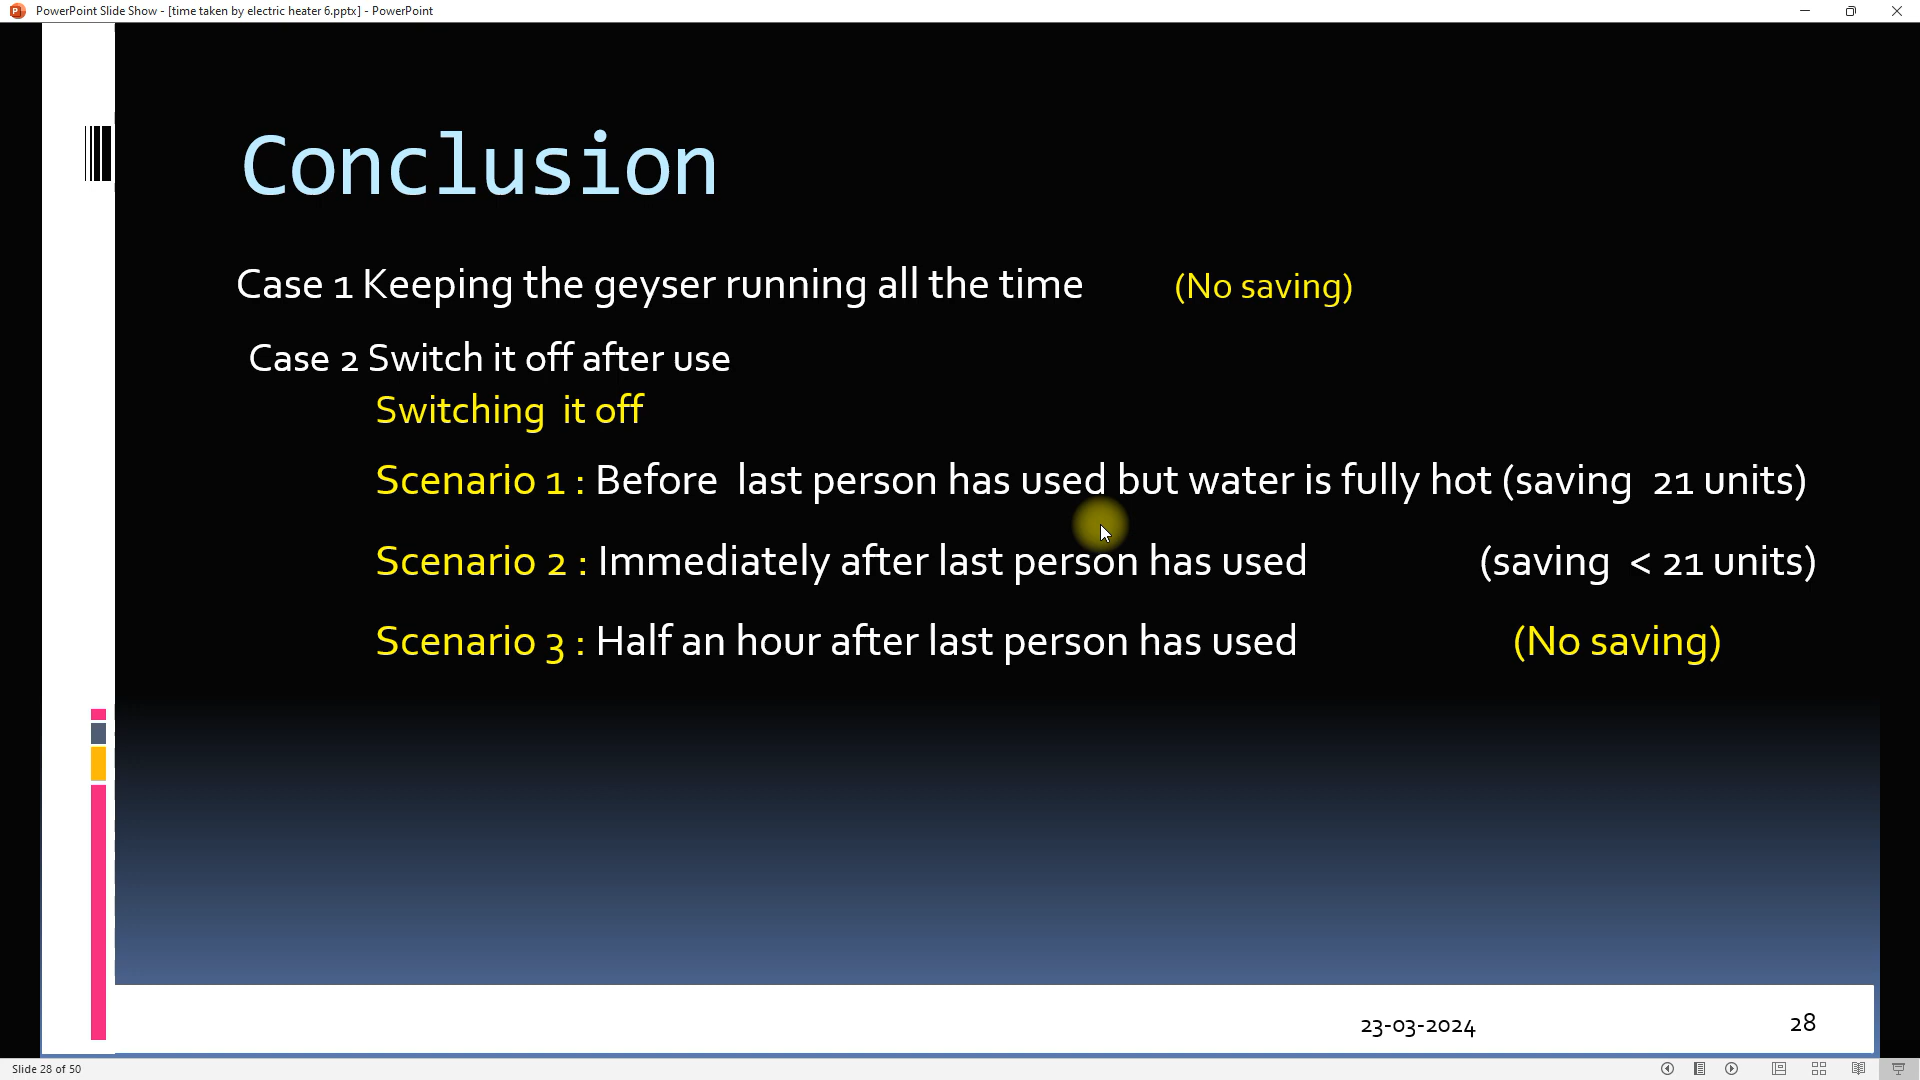 PowerPoint Slide Show - [time taken by electric heater 6.pptx] - PowerPoint
Conclusion
Case 1 Keeping the geyser running all the time (No saving)
Case 2 Switch it off after use
Switching it off
Scenario 1 : Before last person has used but water is fully hot (saving 21 units)
Scenario 2 : Immediately after last person has used (saving < 21 units)
Scenario 3 : Half an hour after last person has used (No saving)
23-03-2024 28
Slide 28 of 50